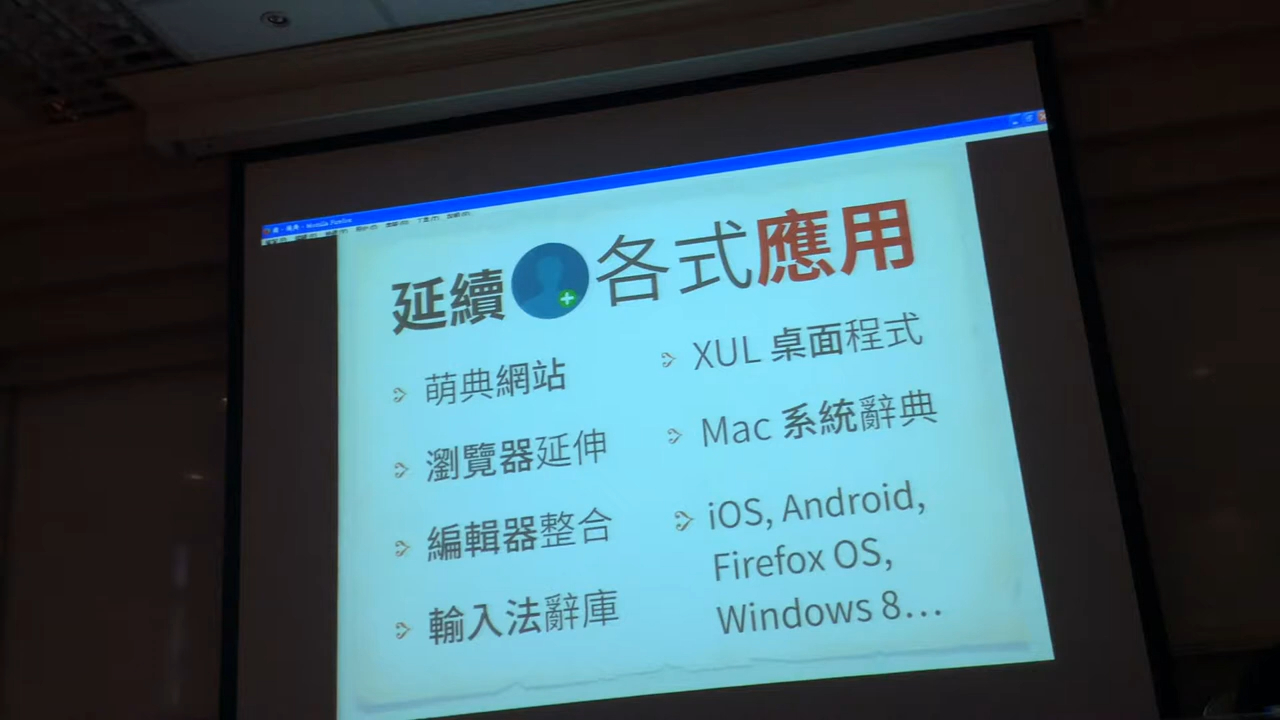 Mozilla Firefox
延續 各式應用
萌典網站
瀏覽器延伸
編輯器整合
輸入法辭庫
XUL 桌面程式
Mac 系統辭典
iOS, Android,
Firefox OS,
Windows 8…